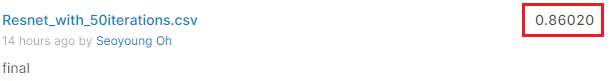 Resnet_with_50iterations.csv 0.86020
14 hours ago by Seoyoung Oh
final